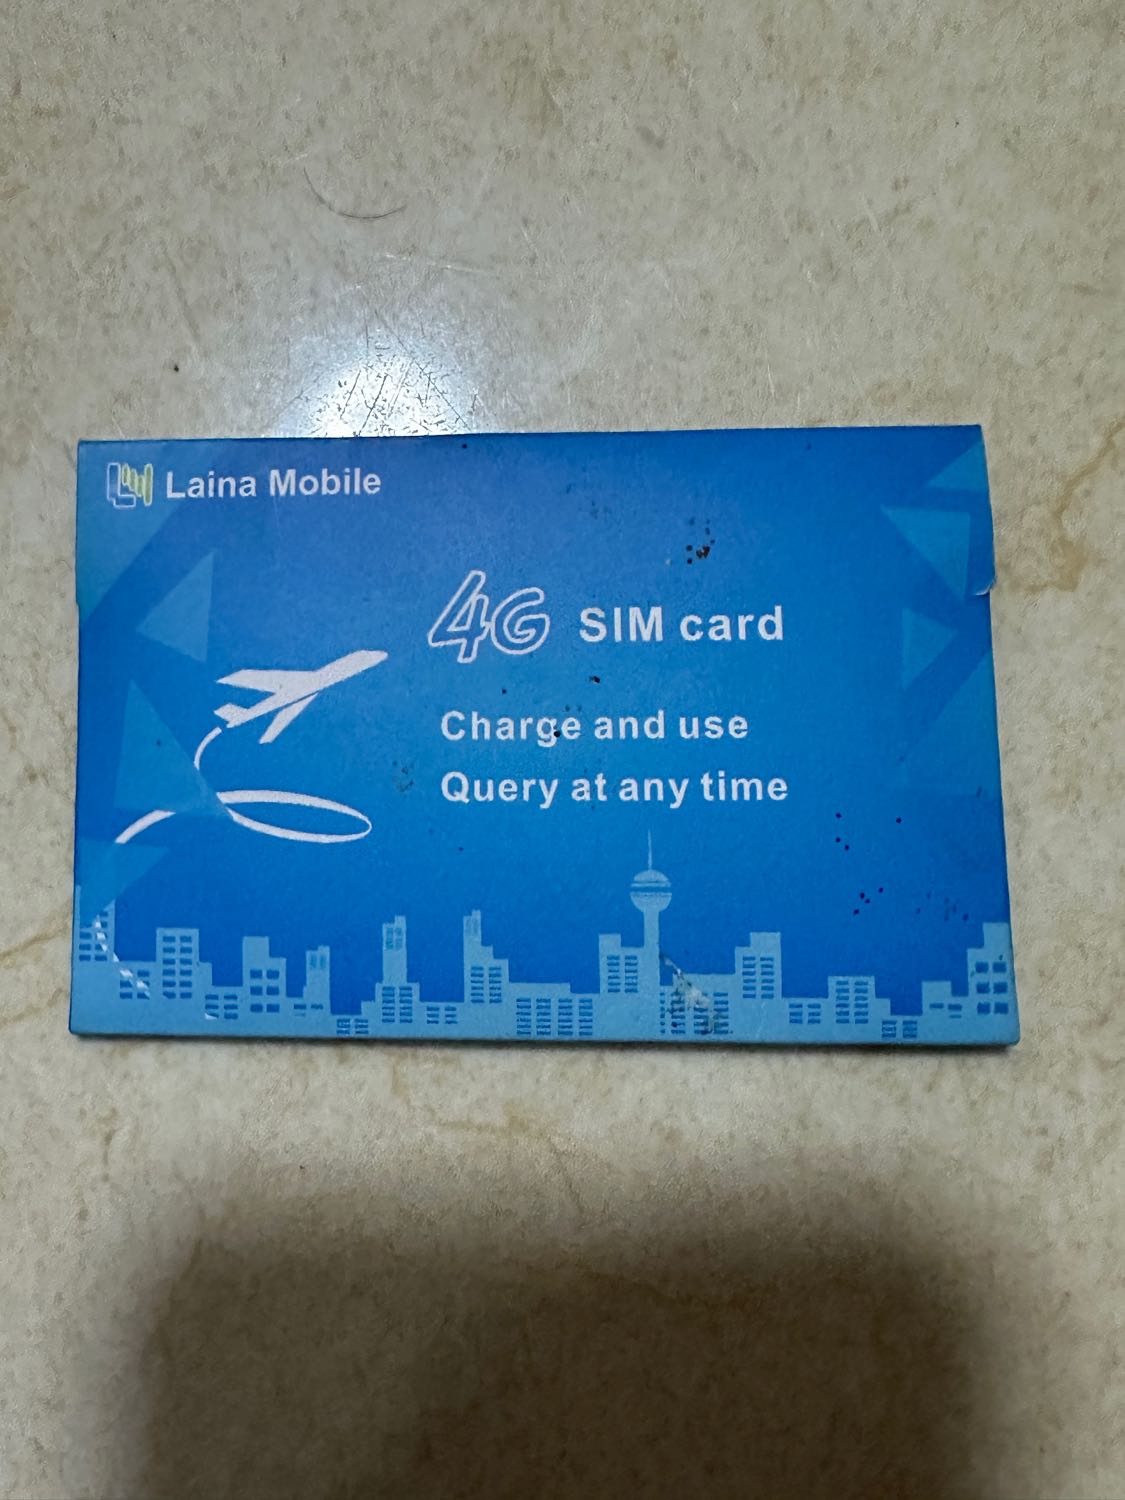 Laina Mobile
4G SIM card
Charge and use
Query at any time